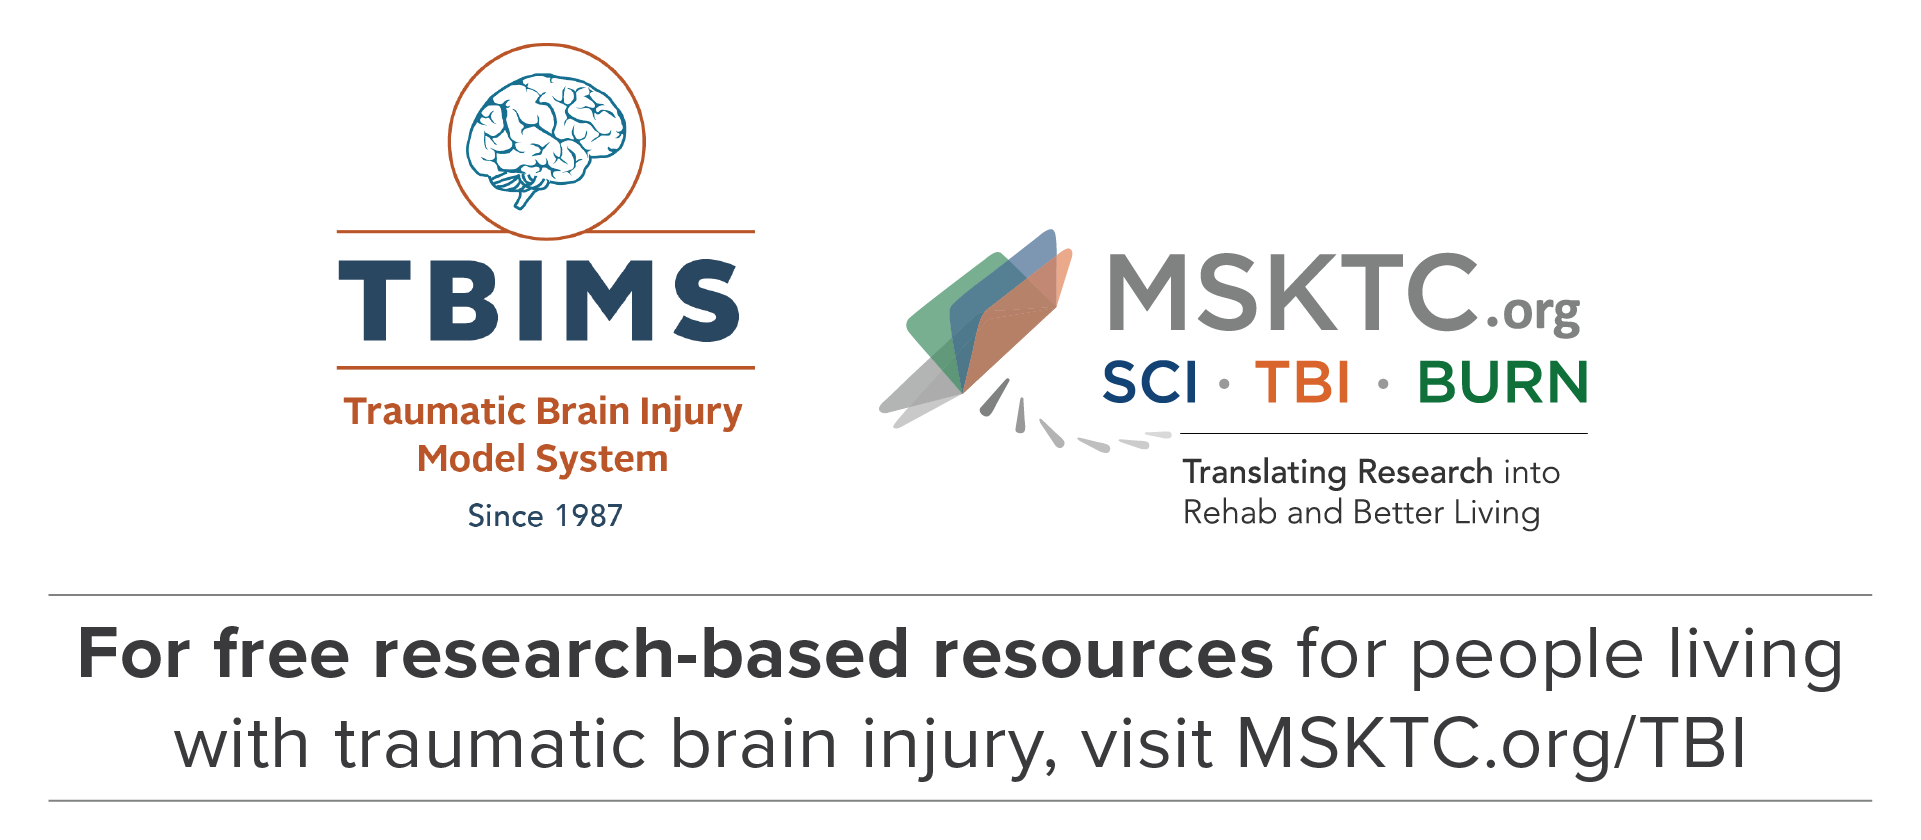 TBIMS
Traumatic Brain Injury
Model System
Since 1987
MSKTC.org
SCI · TBI · BURN
Translating Research into
Rehab and Better Living
For free research-based resources for people living
with traumatic brain injury, visit MSKTC.org/TBI